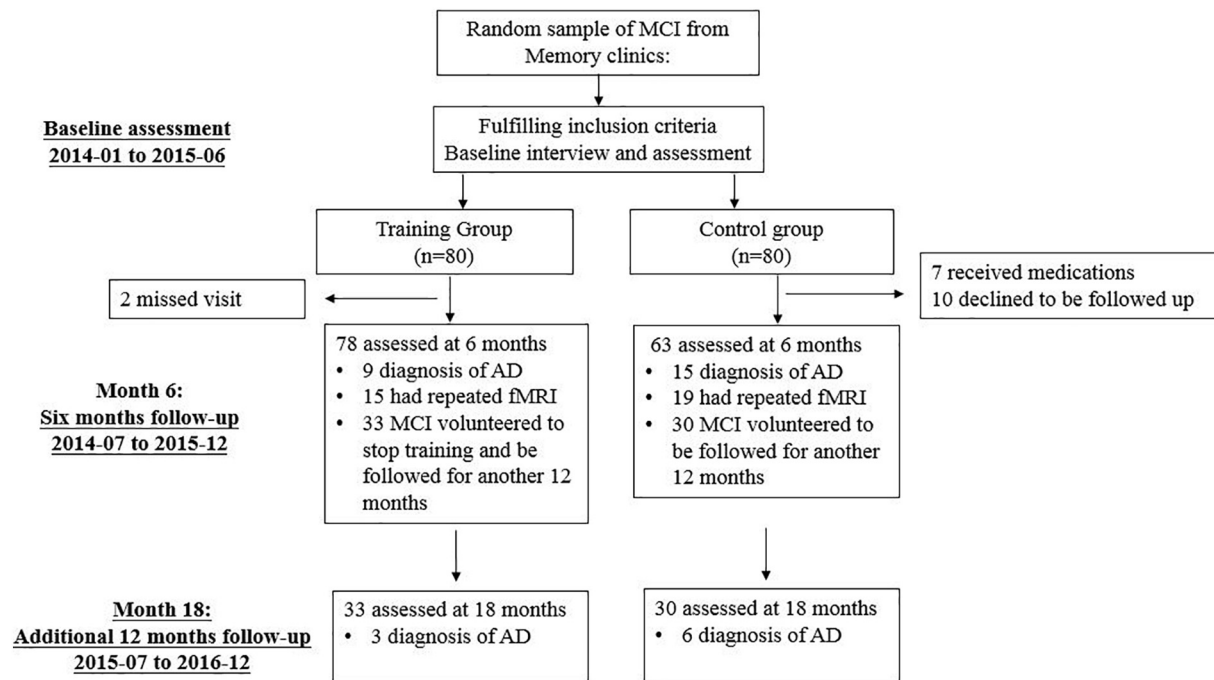 Random sample of MCI from
Memory clinics:
Baseline assessment
2014-01 to 2015-06
Fulfilling inclusion criteria
Baseline interview and assessment
Training Group
(n=80)
Control group
(n=80)
2 missed visit
7 received medications
10 declined to be followed up
Month 6:
Six months follow-up
2014-07 to 2015-12
78 assessed at 6 months
• 9 diagnosis of AD
• 15 had repeated fMRI
• 33 MCI volunteered to
stop training and be
followed for another 12
months
63 assessed at 6 months
• 15 diagnosis of AD
• 19 had repeated fMRI
• 30 MCI volunteered to
be followed for another
12 months
Month 18:
Additional 12 months follow-up
2015-07 to 2016-12
33 assessed at 18 months
• 3 diagnosis of AD
30 assessed at 18 months
• 6 diagnosis of AD